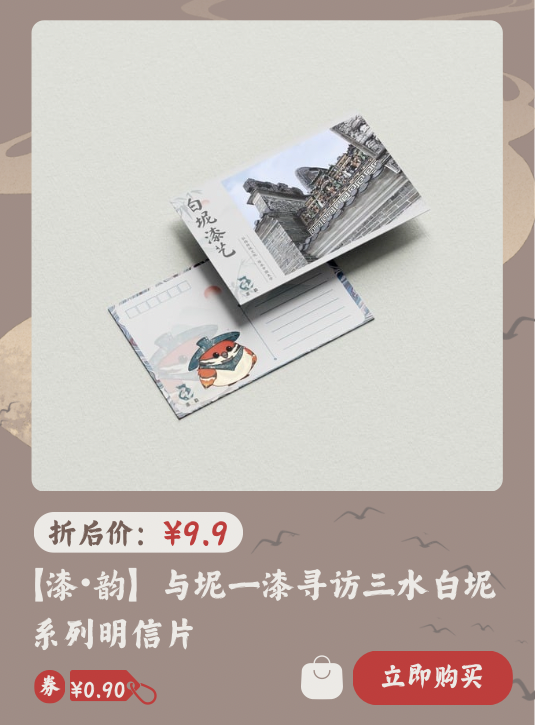 白坭漆艺
折后价：¥9.9
【漆•韵】 与坭一漆寻访三水白坭
系列明信片
券 ¥0.90
立即购买